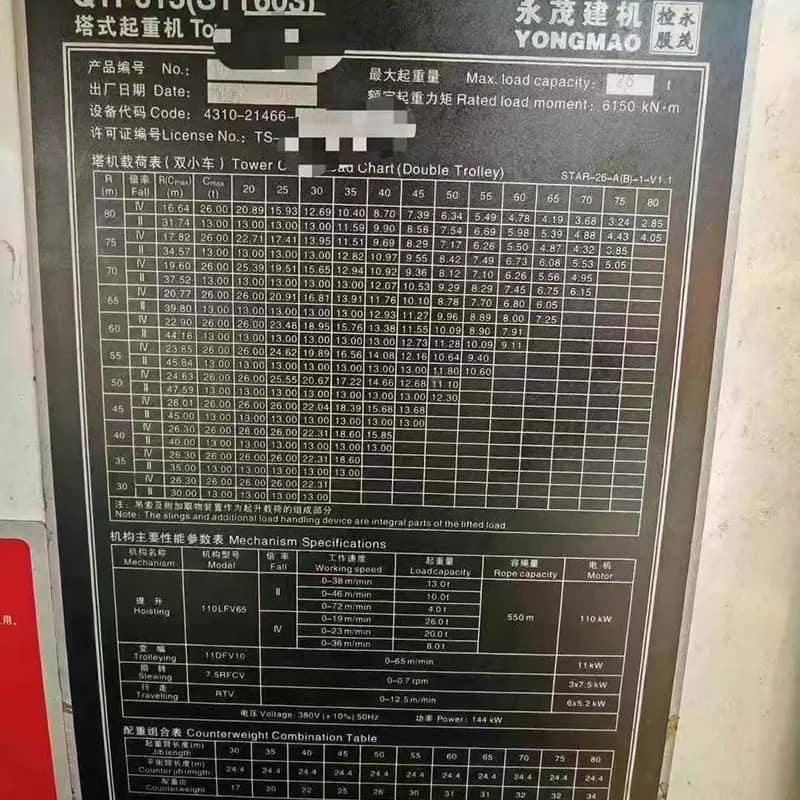 塔式起重机
永茂建机
YONGMAO
永茂
产品编号 No.:
最大起重量 Max. load capacity: t
出厂日期 Date:
额定起重力矩 Rated load moment: 6150 kN·m
设备代码 Code: 4310-21466-
许可证编号License No.: TS-
塔机载荷表(双小车) Tower Load Chart (Double Trolley) STAR-26-A(B)-1-V1.1
R (m) 倍率 Fall R(Cmax) (m) Cmax (t) 20 25 30 35 40 45 50 55 60 65 70 75 80
80 IV 16.64 26.00 20.89 15.93 12.69 10.40 8.70 7.39 6.34 5.49 4.78 4.19 3.68 3.24 2.85
II 31.74 13.00 13.00 13.00 13.00 11.59 9.90 8.58 7.54 6.69 5.98 5.39 4.88 4.43 4.05
75 IV 17.82 26.00 22.71 17.41 13.95 11.51 9.69 8.29 7.17 6.26 5.50 4.87 4.32 3.85
II 34.57 13.00 13.00 13.00 13.00 12.82 10.97 9.55 8.42 7.49 6.73 6.08 5.53 5.05
70 IV 19.60 26.00 25.39 19.51 15.65 12.94 10.92 9.36 8.12 7.10 6.26 5.56 4.95
II 37.52 13.00 13.00 13.00 13.00 13.00 12.07 10.53 9.29 8.29 7.45 6.75 6.15
65 IV 20.77 26.00 26.00 20.91 16.81 13.91 11.76 10.10 8.78 7.70 6.80 6.05
II 39.80 13.00 13.00 13.00 13.00 13.00 12.93 11.27 9.96 8.89 8.00 7.25
60 IV 22.90 26.00 26.00 23.48 18.95 15.76 13.38 11.55 10.09 8.90 7.91
II 44.16 13.00 13.00 13.00 13.00 13.00 13.00 12.73 11.28 10.09 9.11
55 IV 23.85 26.00 26.00 24.62 19.89 16.56 14.08 12.16 10.64 9.40
II 45.84 13.00 13.00 13.00 13.00 13.00 13.00 13.00 11.80 10.60
50 IV 24.63 26.00 26.00 25.55 20.67 17.22 14.66 12.68 11.10
II 47.59 13.00 13.00 13.00 13.00 13.00 13.00 13.00 12.30
45 IV 26.01 26.00 26.00 26.00 22.04 18.39 15.68 13.68
II 45.00 13.00 13.00 13.00 13.00 13.00 13.00 13.00
40 IV 26.30 26.00 26.00 26.00 22.31 18.60 15.85
II 40.00 13.00 13.00 13.00 13.00 13.00 13.00
35 IV 26.30 26.00 26.00 26.00 22.31 18.60
II 35.00 13.00 13.00 13.00 13.00 13.00
30 IV 26.30 26.00 26.00 26.00 22.31
II 30.00 13.00 13.00 13.00 13.00
注:吊索及附加取物装置作为起升载荷的组成部分
Note: The slings and additional load handling device are integral parts of the lifted load.
机构主要性能参数表 Mechanism Specifications
机构名称 Mechanism 机构型号 Model 倍率 Fall 工作速度 Working speed 起重量 Loadcapacity 容绳量 Rope capacity 电机 Motor
提升 Hoisting 110LFV65 II 0-38 m/min 13.0t 550m 110kW
0-46 m/min 10.0t
0-72 m/min 4.0t
IV 0-19 m/min 26.0t
0-23 m/min 20.0t
0-36 m/min 8.0t
变幅 Trolleying 11DFV10 0-65 m/min 11kW
回转 Slewing 7.5RFCV 0-0.7 rpm 3x7.5 kW
行走 Travelling RTV 0-12.5 m/min 6x5.2 kW
电压 Voltage: 380V(±10%) 50Hz 功率 Power: 144 kW
配重组合表 Counterweight Combination Table
起重臂长度(m) Jib length 30 35 40 45 50 55 60 65 70 75 80
平衡臂长度(m) Counter jib length 24.4 24.4 24.4 24.4 24.4 24.4 24.4 24.4 24.4 24.4 24.4
配重(t) Counterweight 17 20 22 25 26 30 31 31 32 34
用.